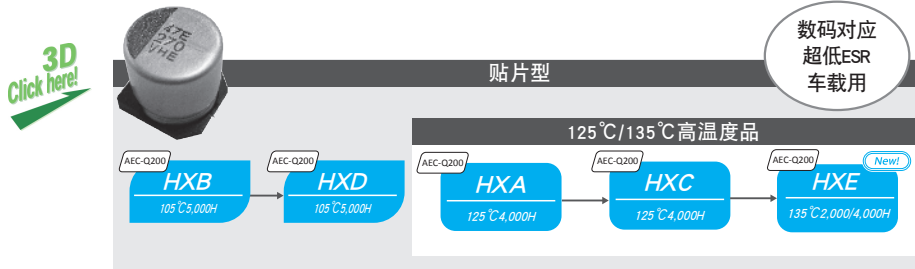 3D
Click here!
47E
270
VHE
贴片型
数码对应
超低ESR
车载用
125℃/135℃高温度品
AEC-Q200
HXB
105℃5,000H
AEC-Q200
HXD
105℃5,000H
AEC-Q200
HXA
125℃4,000H
AEC-Q200
HXC
125℃4,000H
AEC-Q200
New!
HXE
135℃2,000/4,000H